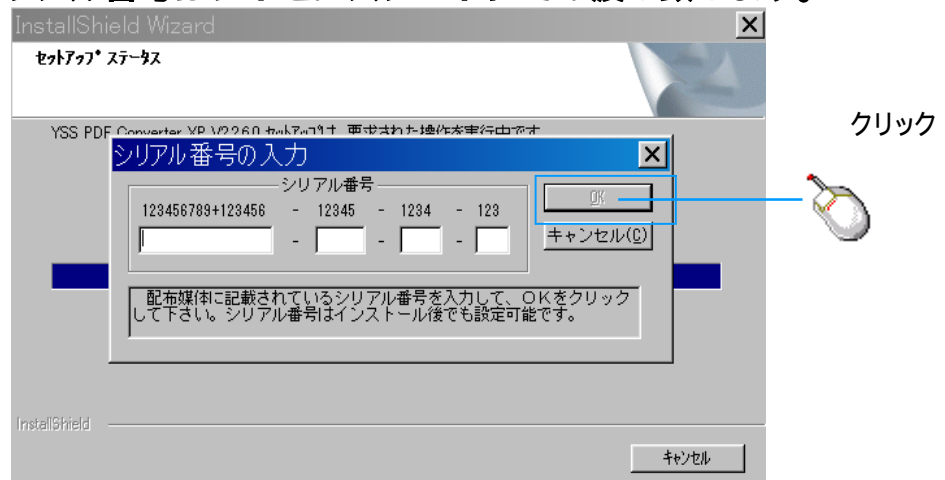 InstallShield Wizard
セットアップ ステータス
YSS PDF Converter XP V2260 セットアップは、要求された操作を実行中です
クリック
シリアル番号の入力
シリアル番号
123456789+123456 - 12345 - 1234 - 123
- - -
OK
キャンセル(C)
配布媒体に記載されているシリアル番号を入力して、OKをクリック
して下さい。シリアル番号はインストール後でも設定可能です。
InstallShield
キャンセル